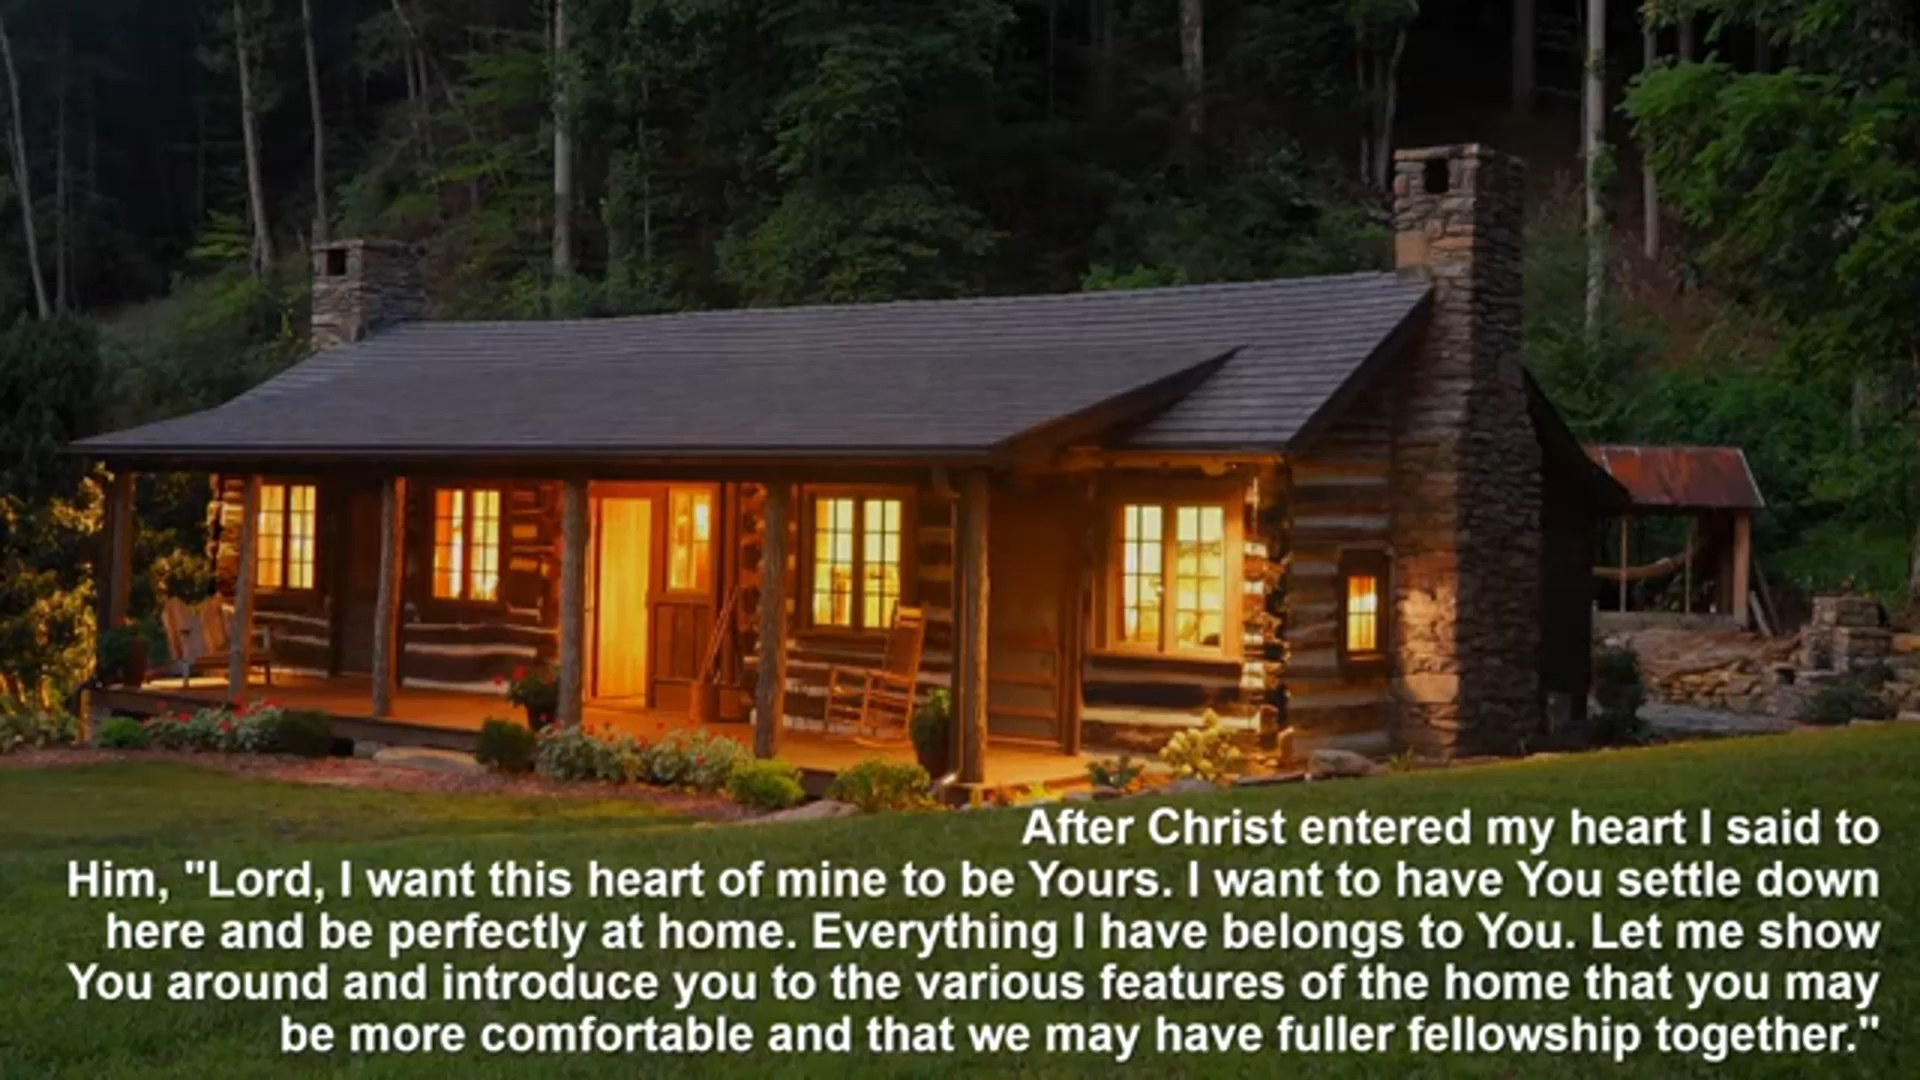 After Christ entered my heart I said to
Him, "Lord, I want this heart of mine to be Yours. I want to have You settle down
here and be perfectly at home. Everything I have belongs to You. Let me show
You around and introduce you to the various features of the home that you may
be more comfortable and that we may have fuller fellowship together."